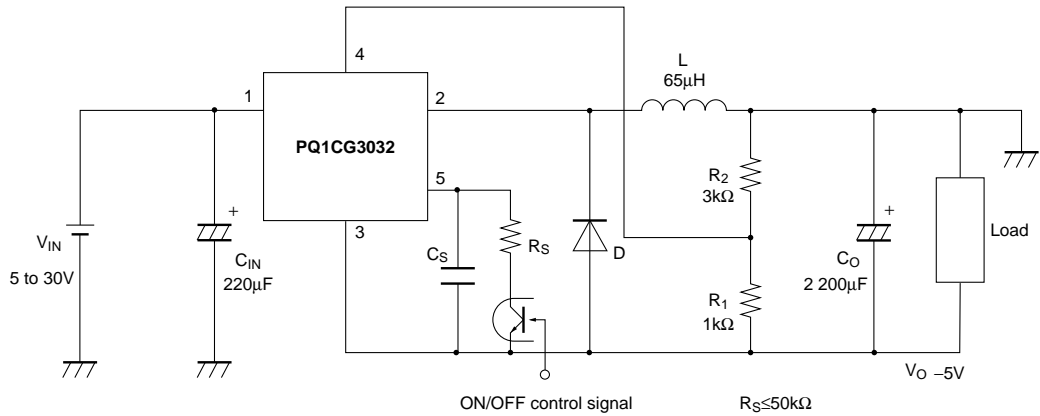 4
L
65μH
1
2
PQ1CG3032
5
3
R2
3kΩ
+
+
VIN
5 to 30V
CIN
220μF
CS
RS
D
R1
1kΩ
CO
2 200μF
Load
VO –5V
ON/OFF control signal
RS≤50kΩ